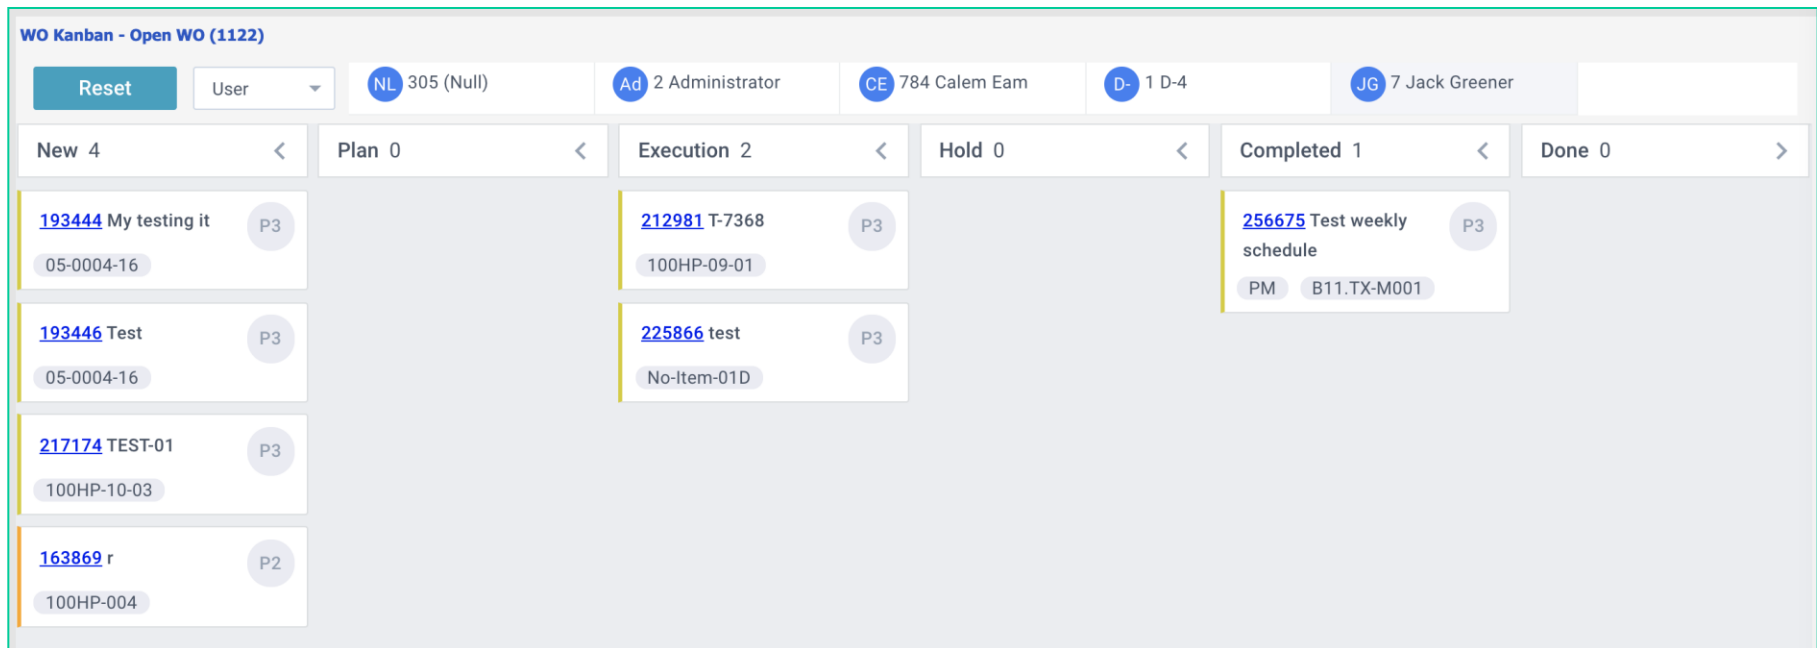 WO Kanban - Open WO (1122)
Reset
User
NL 305 (Null)
Ad 2 Administrator
CE 784 Calem Eam
D- 1 D-4
JG 7 Jack Greener
New 4
Plan 0
Execution 2
Hold 0
Completed 1
Done 0
193444 My testing it
P3
05-0004-16
193446 Test
P3
05-0004-16
217174 TEST-01
P3
100HP-10-03
163869 r
P2
100HP-004
212981 T-7368
P3
100HP-09-01
225866 test
P3
No-Item-01D
256675 Test weekly
schedule
P3
PM B11.TX-M001